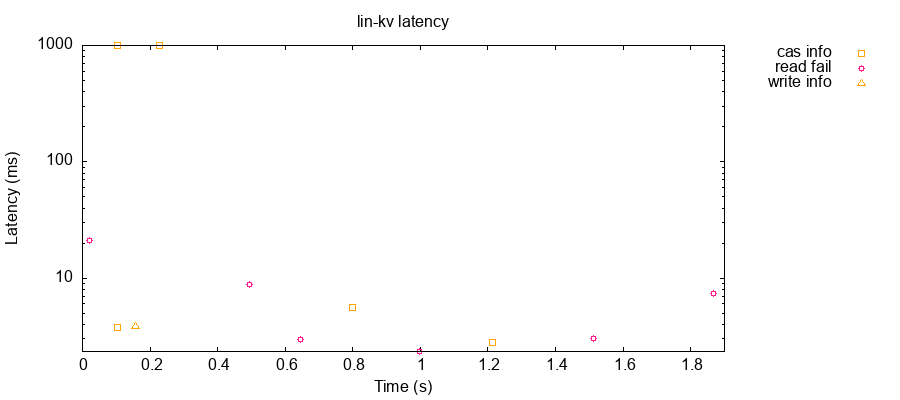 lin-kv latency
1000
100
10
Latency (ms)
0 0.2 0.4 0.6 0.8 1 1.2 1.4 1.6 1.8
Time (s)
cas info
read fail
write info